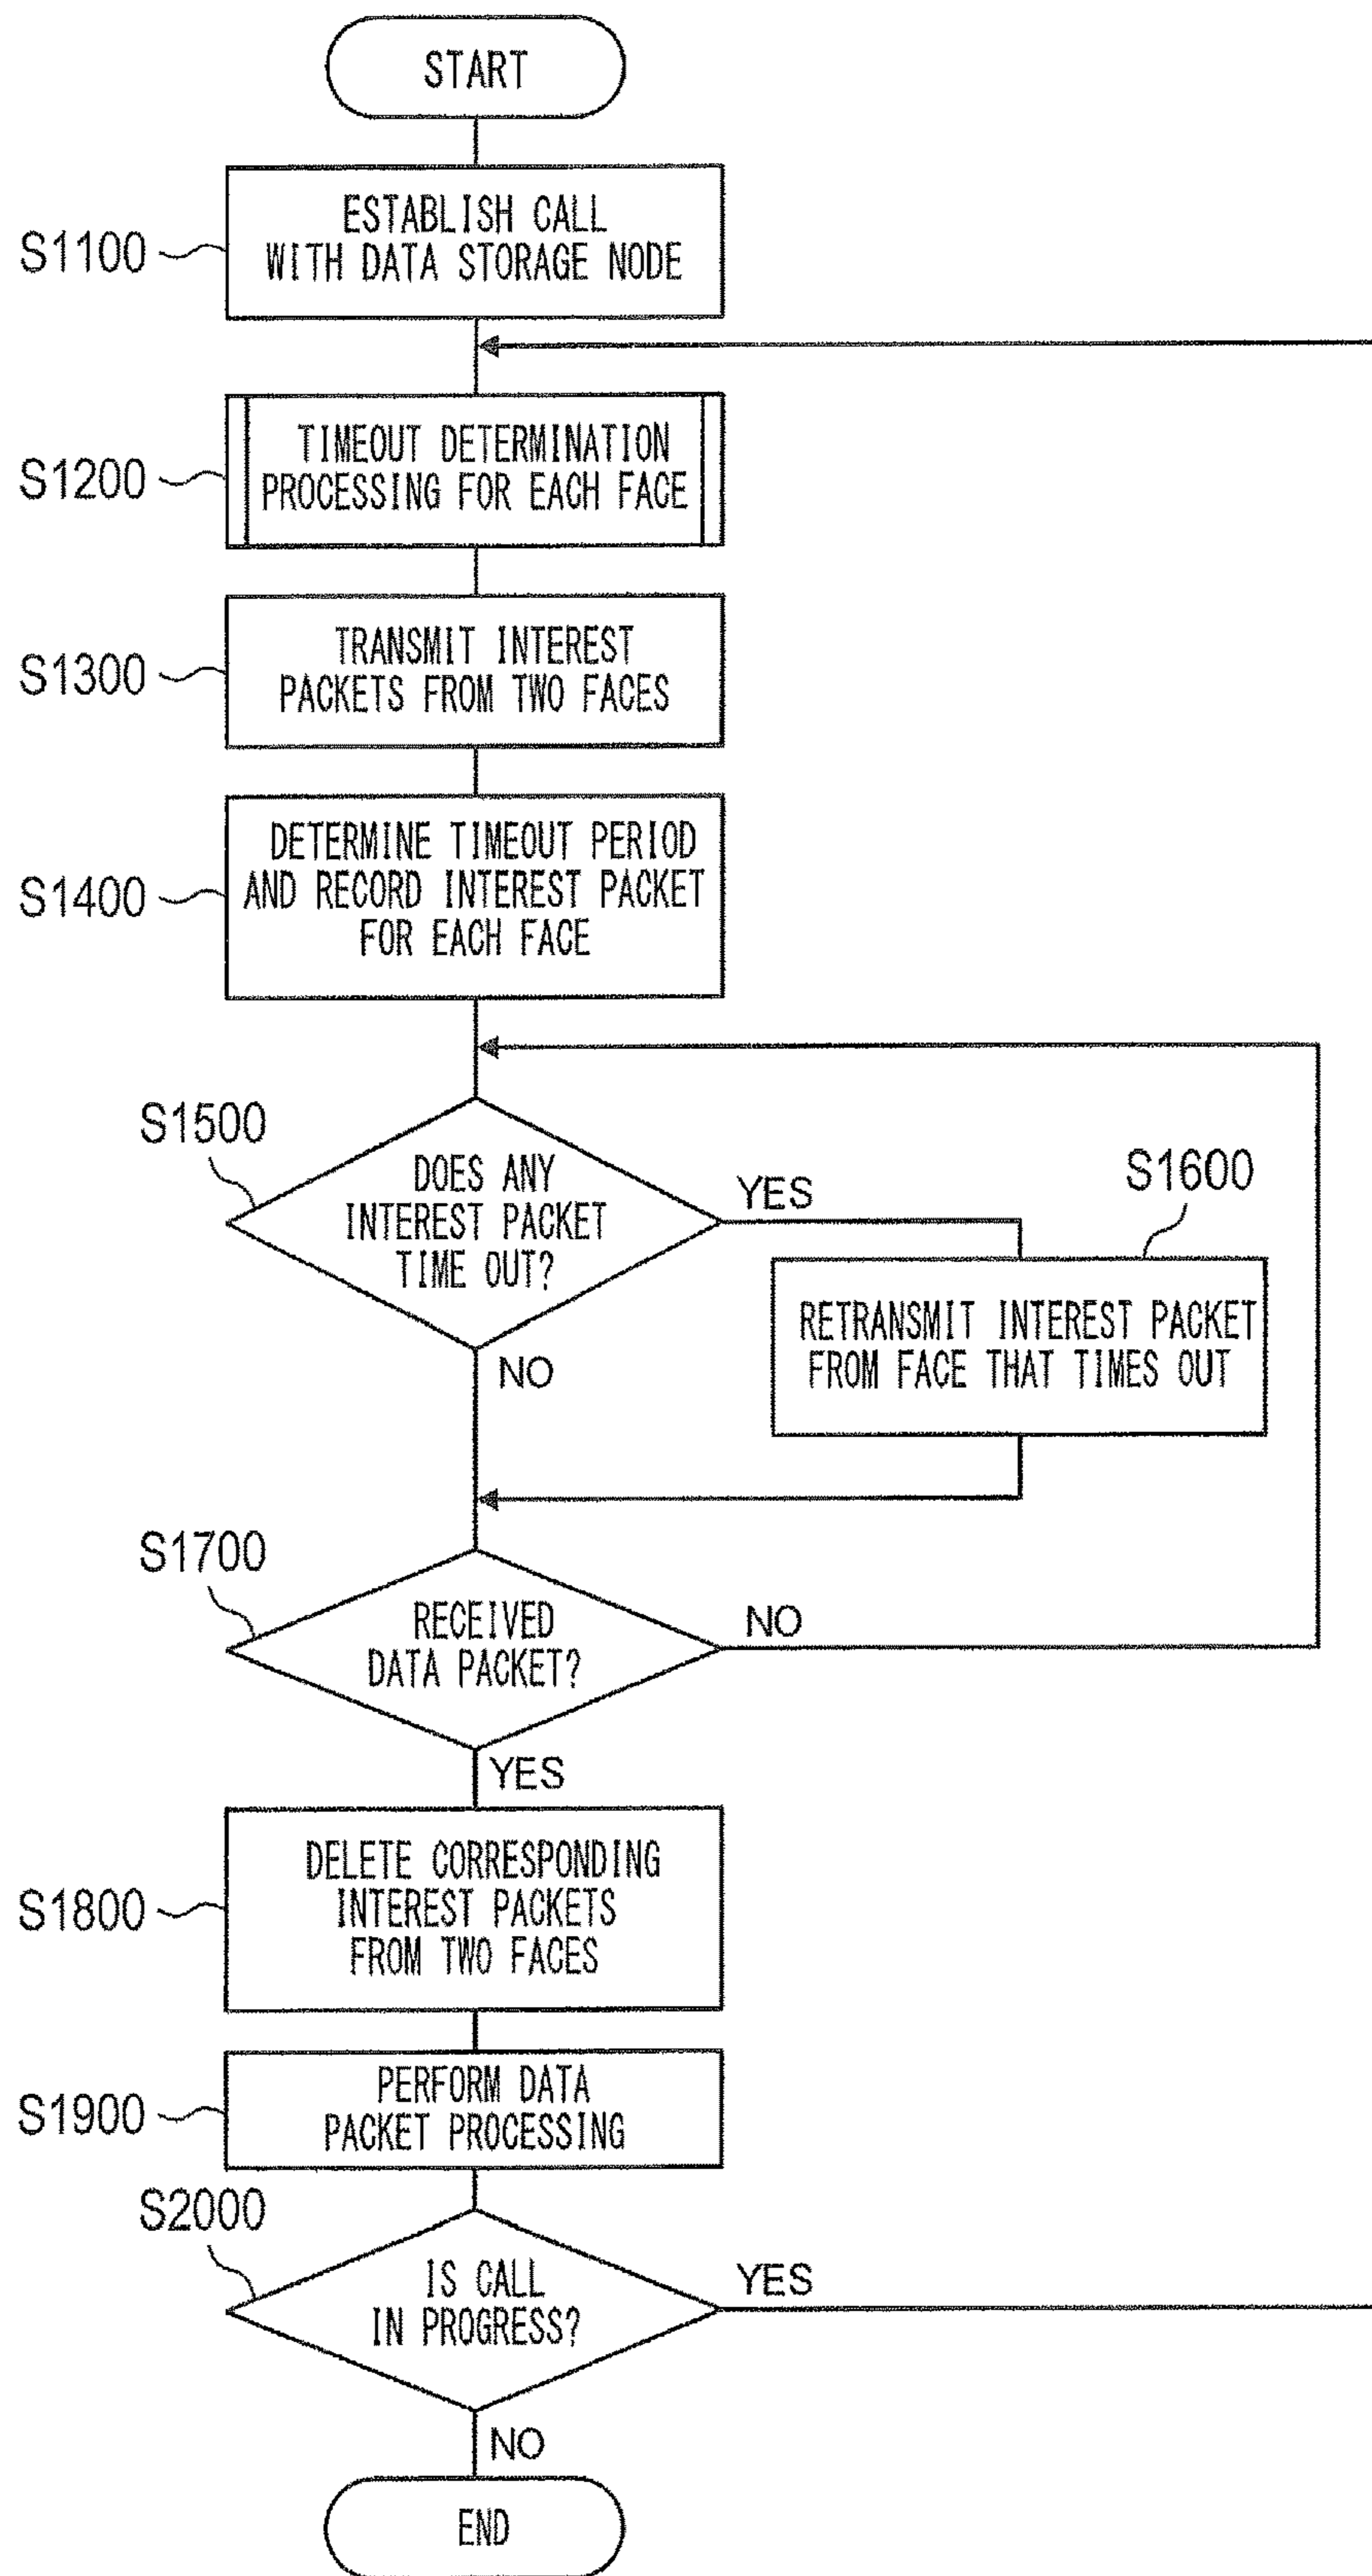 START
S1100
ESTABLISH CALL
WITH DATA STORAGE NODE
S1200
TIMEOUT DETERMINATION
PROCESSING FOR EACH FACE
S1300
TRANSMIT INTEREST
PACKETS FROM TWO FACES
S1400
DETERMINE TIMEOUT PERIOD
AND RECORD INTEREST PACKET
FOR EACH FACE
S1500
DOES ANY
INTEREST PACKET
TIME OUT?
YES
NO
S1600
RETRANSMIT INTEREST PACKET
FROM FACE THAT TIMES OUT
S1700
RECEIVED
DATA PACKET?
NO
YES
S1800
DELETE CORRESPONDING
INTEREST PACKETS
FROM TWO FACES
S1900
PERFORM DATA
PACKET PROCESSING
S2000
IS CALL
IN PROGRESS?
YES
NO
END